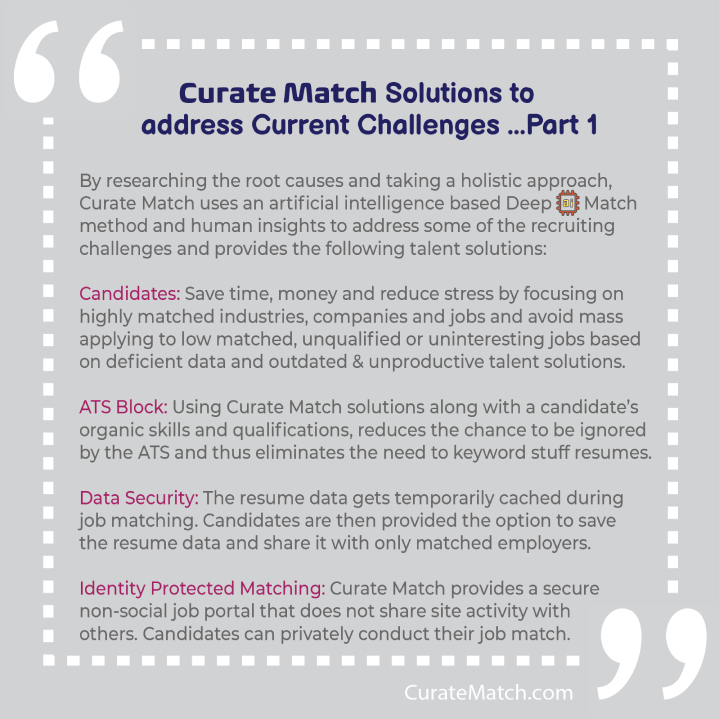 Curate Match Solutions to
address Current Challenges ...Part 1
By researching the root causes and taking a holistic approach,
Curate Match uses an artificial intelligence based Deep ai Match
method and human insights to address some of the recruiting
challenges and provides the following talent solutions:
Candidates: Save time, money and reduce stress by focusing on
highly matched industries, companies and jobs and avoid mass
applying to low matched, unqualified or uninteresting jobs based
on deficient data and outdated & unproductive talent solutions.
ATS Block: Using Curate Match solutions along with a candidate's
organic skills and qualifications, reduces the chance to be ignored
by the ATS and thus eliminates the need to keyword stuff resumes.
Data Security: The resume data gets temporarily cached during
job matching. Candidates are then provided the option to save
the resume data and share it with only matched employers.
Identity Protected Matching: Curate Match provides a secure
non-social job portal that does not share site activity with
others. Candidates can privately conduct their job match.
CurateMatch.com